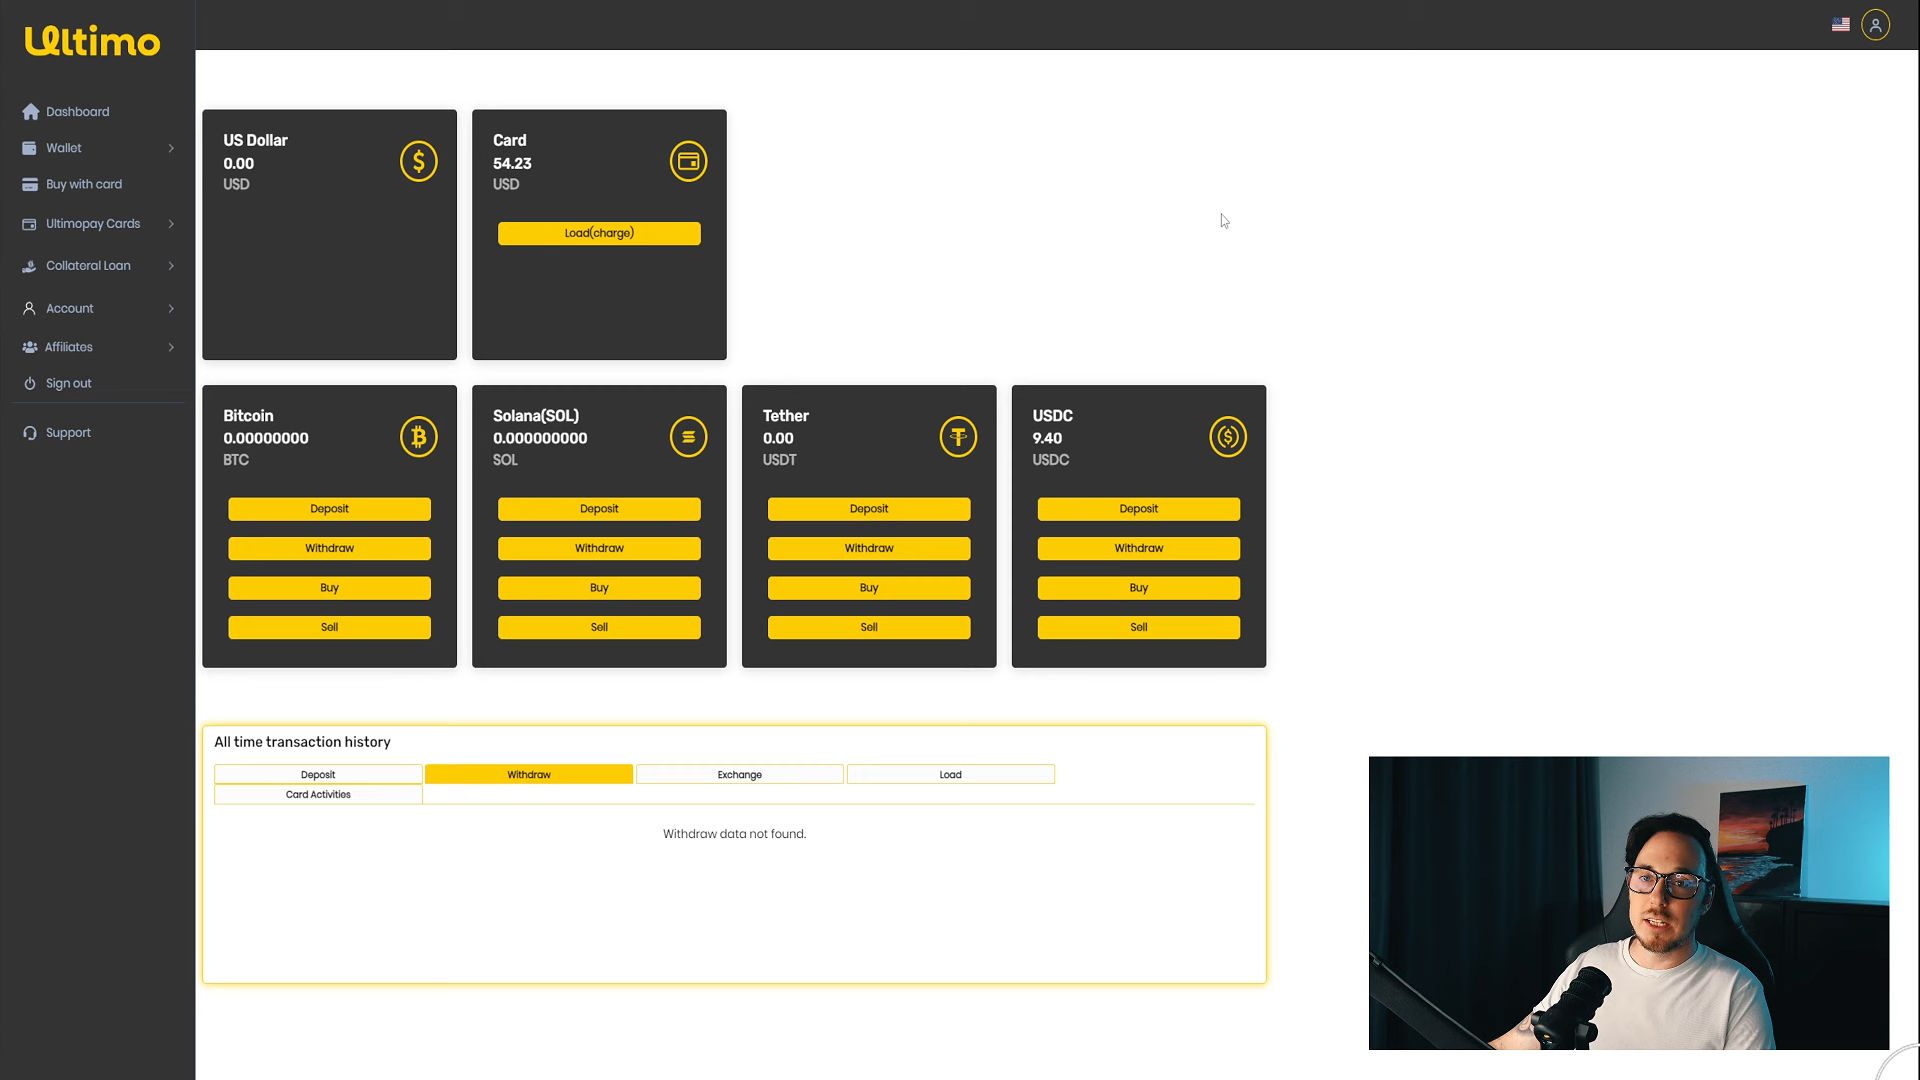 Ultimo
Dashboard
Wallet
Buy with card
Ultimopay Cards
Collateral Loan
Account
Affiliates
Sign out
Support
US Dollar
0.00
USD
Card
54.23
USD
Load(charge)
Bitcoin
0.00000000
BTC
Deposit
Withdraw
Buy
Sell
Solana(SOL)
0.000000000
SOL
Deposit
Withdraw
Buy
Sell
Tether
0.00
USDT
Deposit
Withdraw
Buy
Sell
USDC
9.40
USDC
Deposit
Withdraw
Buy
Sell
All time transaction history
Deposit
Withdraw
Exchange
Load
Card Activities
Withdraw data not found.